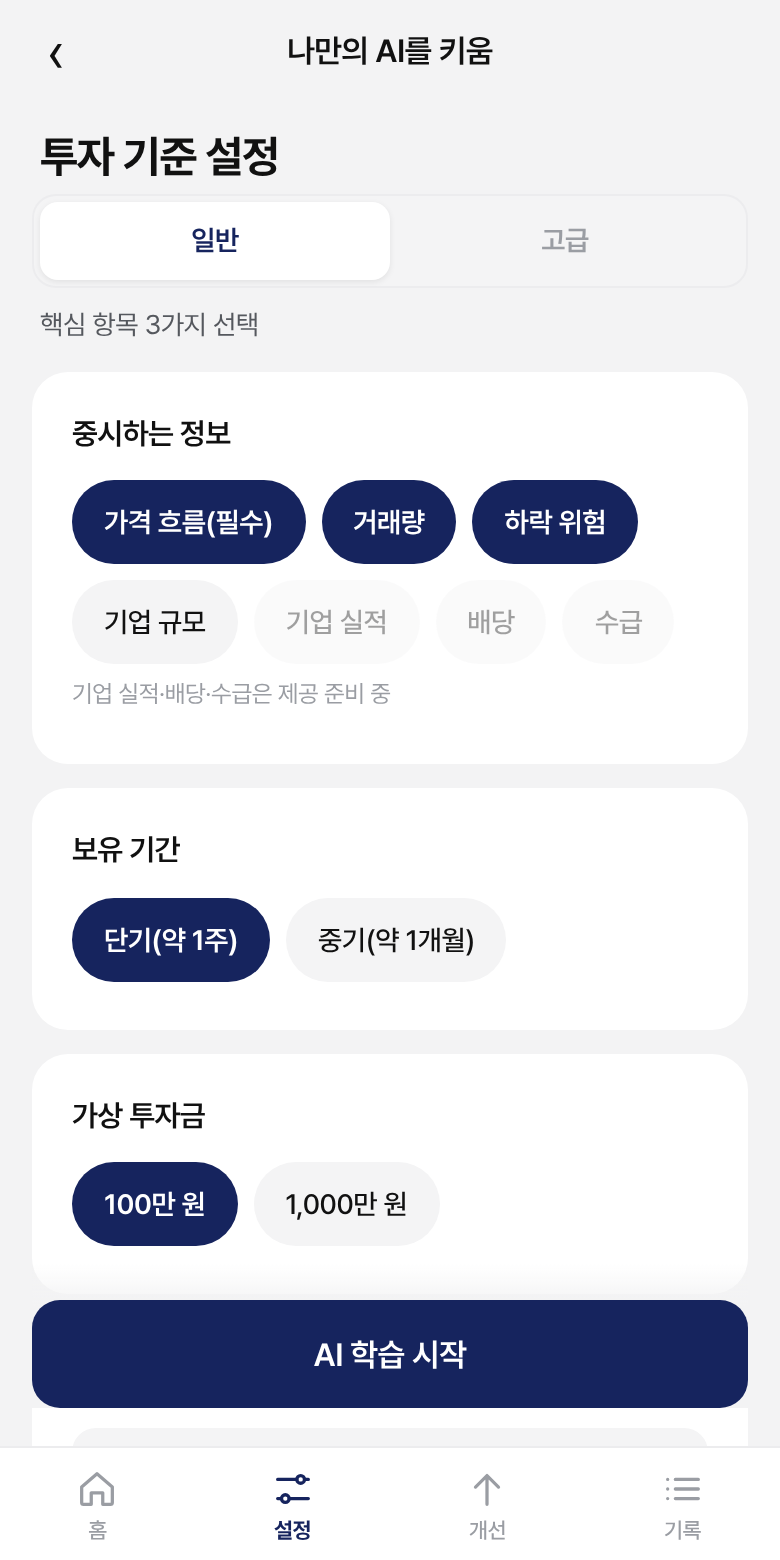 나만의 AI를 키움
투자 기준 설정
일반 고급
핵심 항목 3가지 선택
중시하는 정보
가격 흐름(필수) 거래량 하락 위험
기업 규모 기업 실적 배당 수급
기업 실적·배당·수급은 제공 준비 중
보유 기간
단기(약 1주) 중기(약 1개월)
가상 투자금
100만 원 1,000만 원
AI 학습 시작
홈 설정 개선 기록